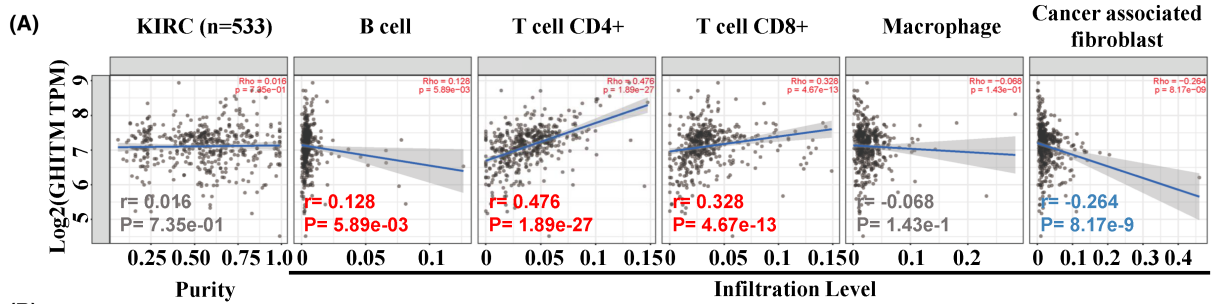 (A)
KIRC (n=533)
B cell
T cell CD4+
T cell CD8+
Macrophage
Cancer associated
fibroblast
Log2(GHITM TPM)
9
8
7
6
5
Rho = 0.016
p = 7.35e-01
r= 0.016
P= 7.35e-01
0.25 0.50 0.75 1.0
Purity
Rho = 0.128
p = 5.89e-03
r= 0.128
P= 5.89e-03
0 0.05 0.1
Rho = 0.476
p = 1.89e-27
r= 0.476
P= 1.89e-27
0 0.05 0.1 0.15
Rho = 0.328
p = 4.67e-13
r= 0.328
P= 4.67e-13
0 0.05 0.1 0.15
Rho = -0.068
p = 1.43e-01
r= -0.068
P= 1.43e-1
0 0.1 0.2
Rho = -0.264
p = 8.17e-09
r= -0.264
P= 8.17e-9
0 0.1 0.2 0.3 0.4
Infiltration Level